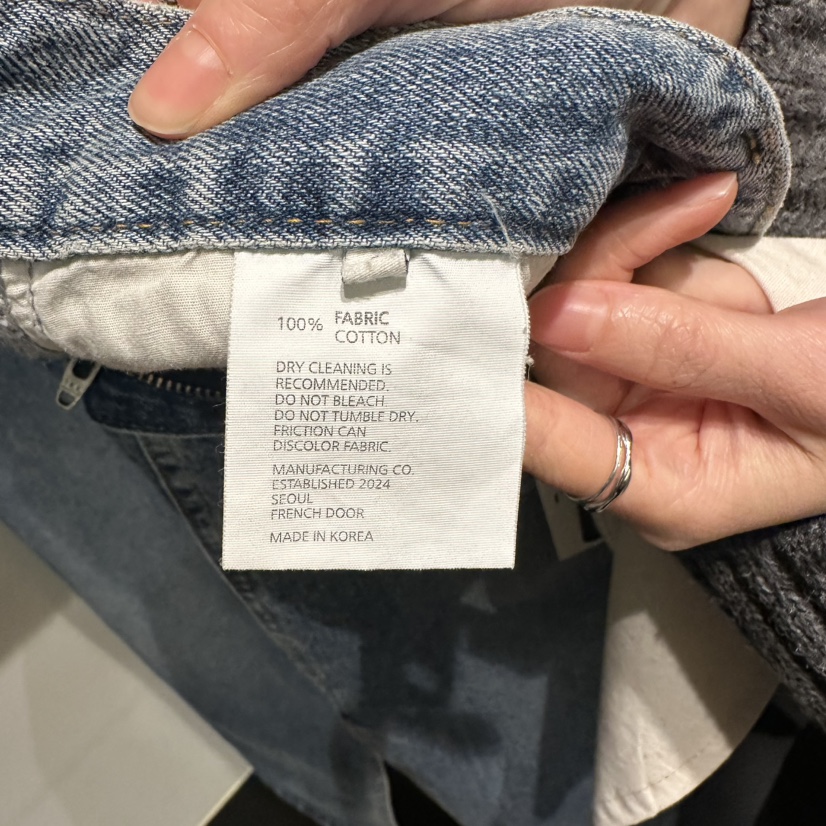 100% FABRIC
COTTON
DRY CLEANING IS
RECOMMENDED.
DO NOT BLEACH.
DO NOT TUMBLE DRY.
FRICTION CAN
DISCOLOR FABRIC.
MANUFACTURING CO.
ESTABLISHED 2024
SEOUL
FRENCH DOOR
MADE IN KOREA